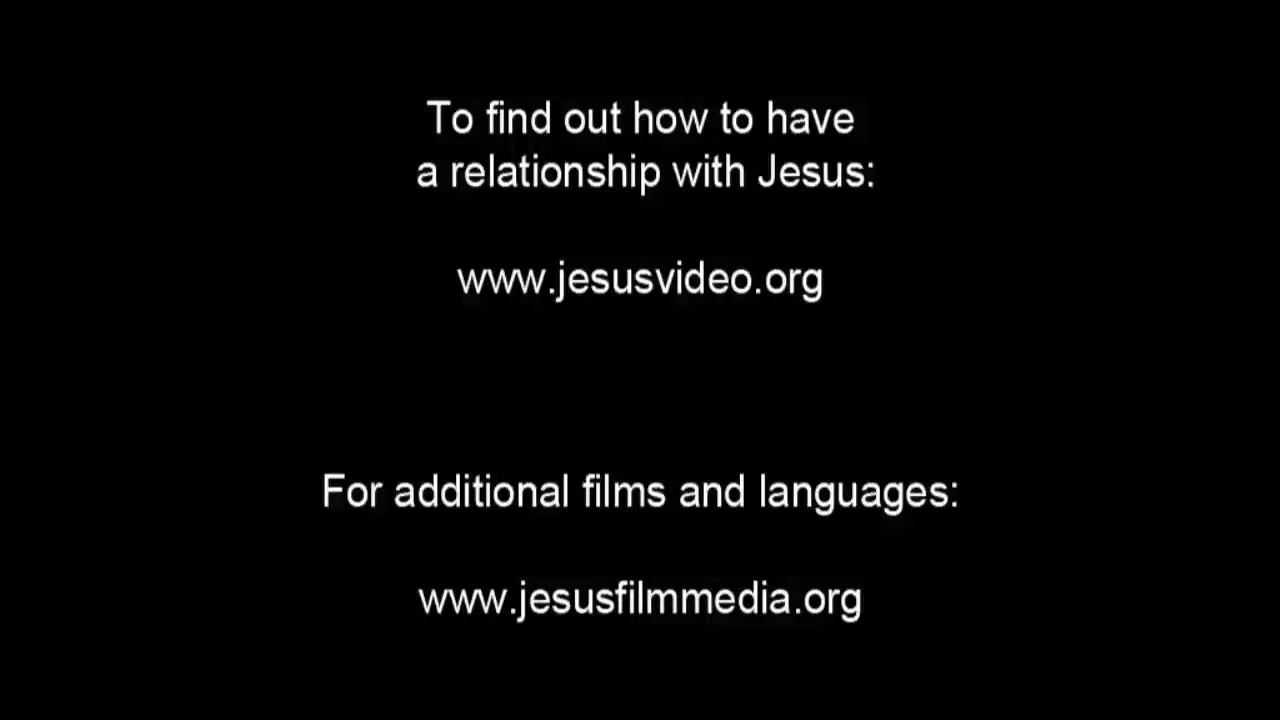 To find out how to have
a relationship with Jesus:
www.jesusvideo.org
For additional films and languages:
www.jesusfilmmedia.org